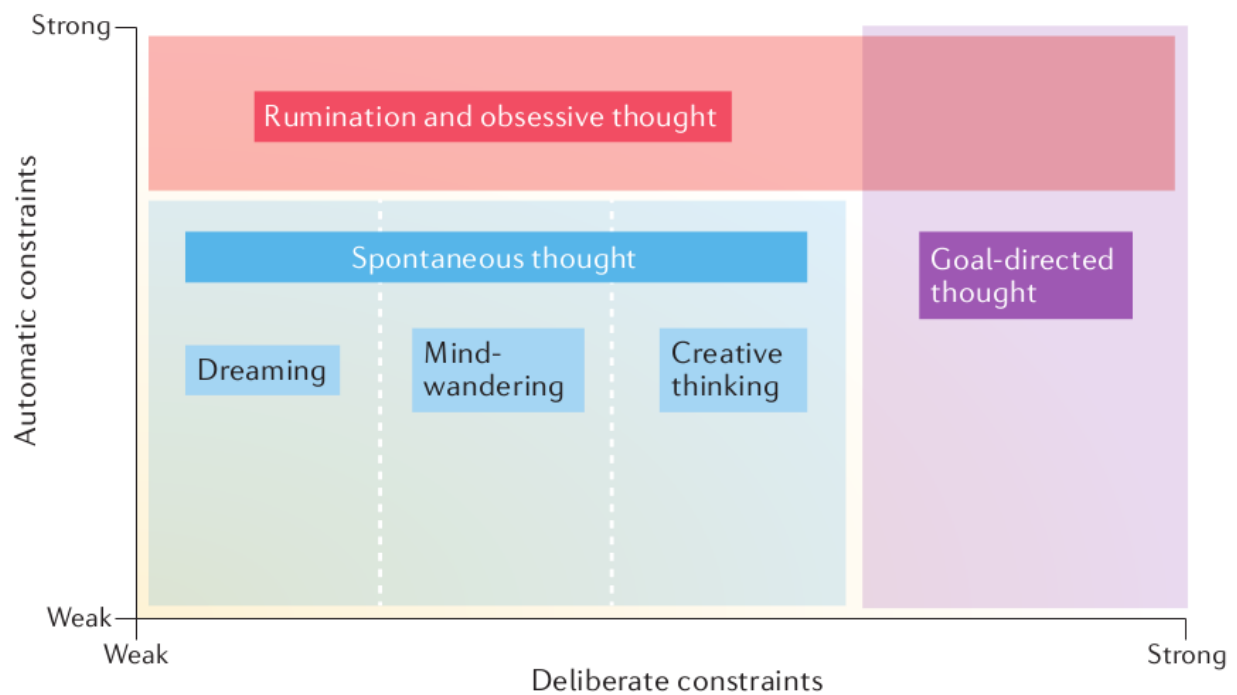 Strong
Rumination and obsessive thought
Automatic constraints
Spontaneous thought
Goal-directed
thought
Dreaming
Mind-
wandering
Creative
thinking
Weak
Weak
Strong
Deliberate constraints